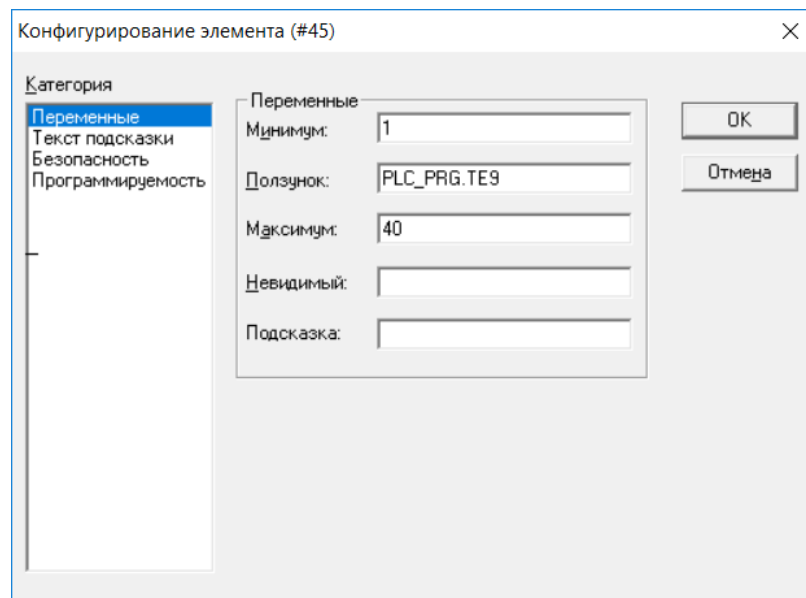 Конфигурирование элемента (#45)
Категория
Переменные
Текст подсказки
Безопасность
Программируемость
Переменные
Минимум: 1
Ползунок: PLC_PRG.TE9
Максимум: 40
Невидимый:
Подсказка:
OK
Отмена